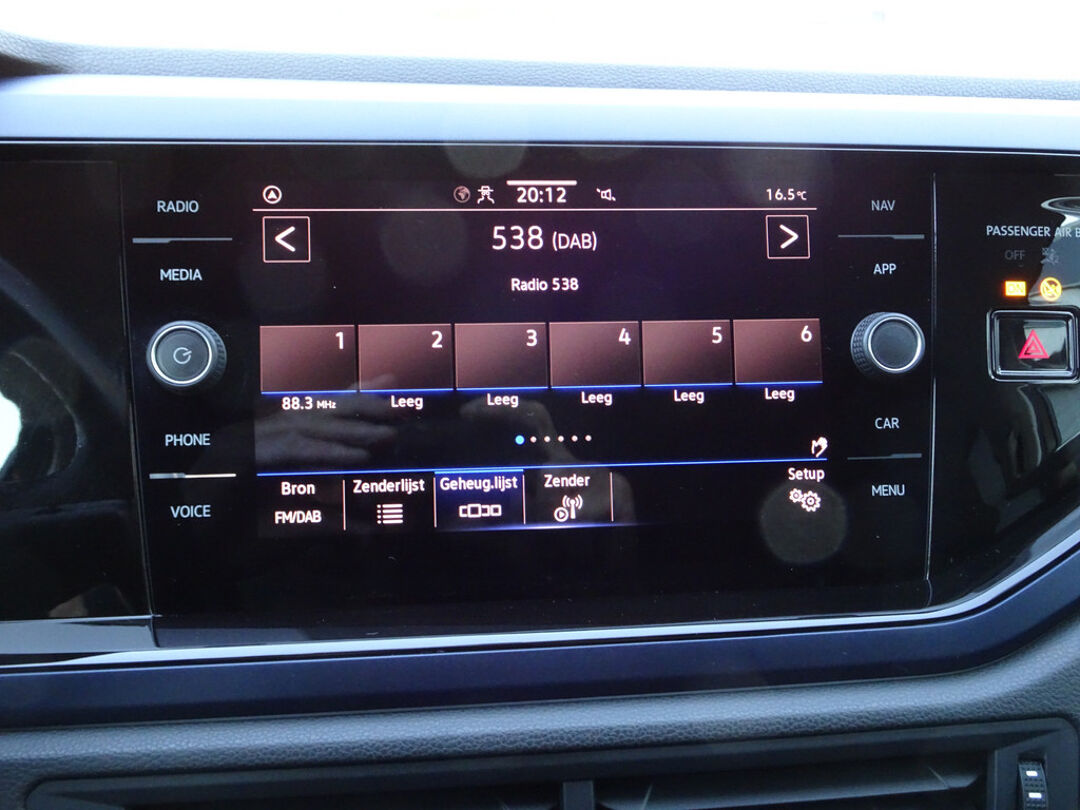 RADIO
MEDIA
PHONE
VOICE
20:12
16.5°C
538 (DAB)
Radio 538
1 2 3 4 5 6
88.3 MHz Leeg Leeg Leeg Leeg Leeg
Bron Zenderlijst Geheug.lijst Zender Setup
FM/DAB
NAV
APP
CAR
MENU
PASSENGER AIR B
OFF
ON